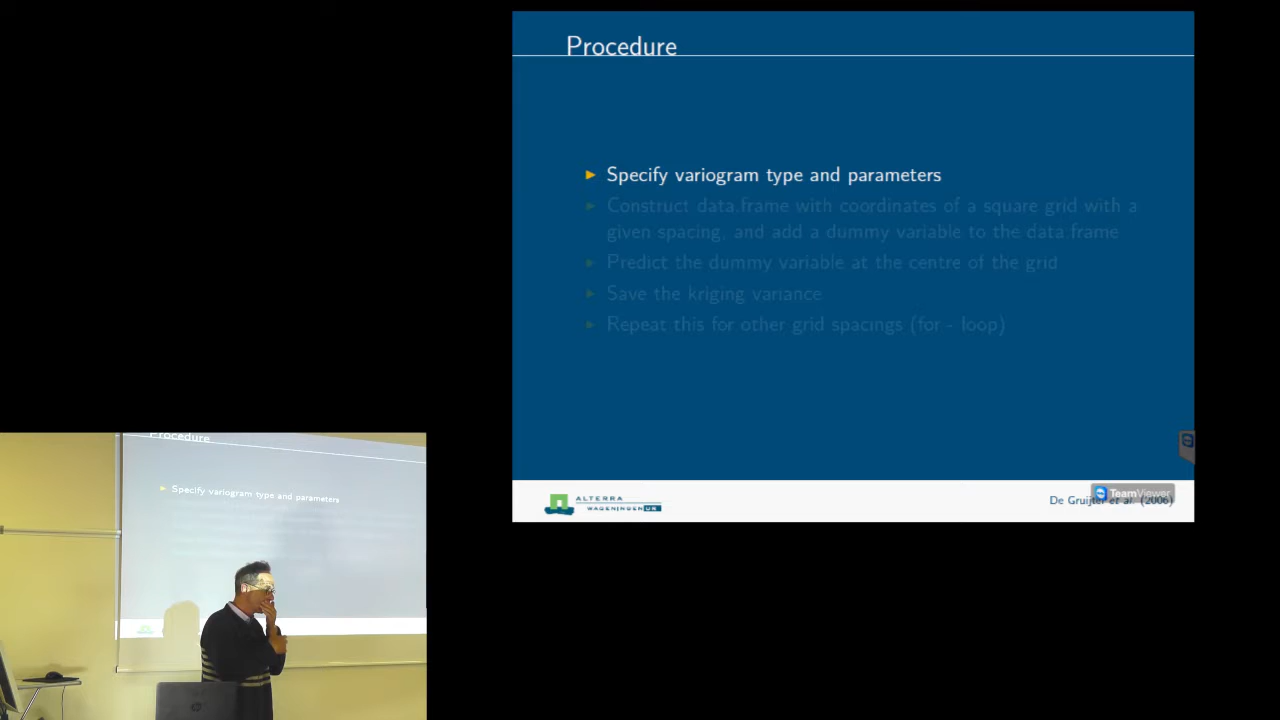 Procedure
Specify variogram type and parameters
Construct data.frame with coordinates of a square grid with a
given spacing, and add a dummy variable to the data frame
Predict the dummy variable at the centre of the grid
Save the kriging variance
Repeat this for other grid spacings (for - loop)
ALTERRA
WAGENINGEN UR
De Gruijter et al. (2006)
TeamViewer
Procedure
Specify variogram type and parameters